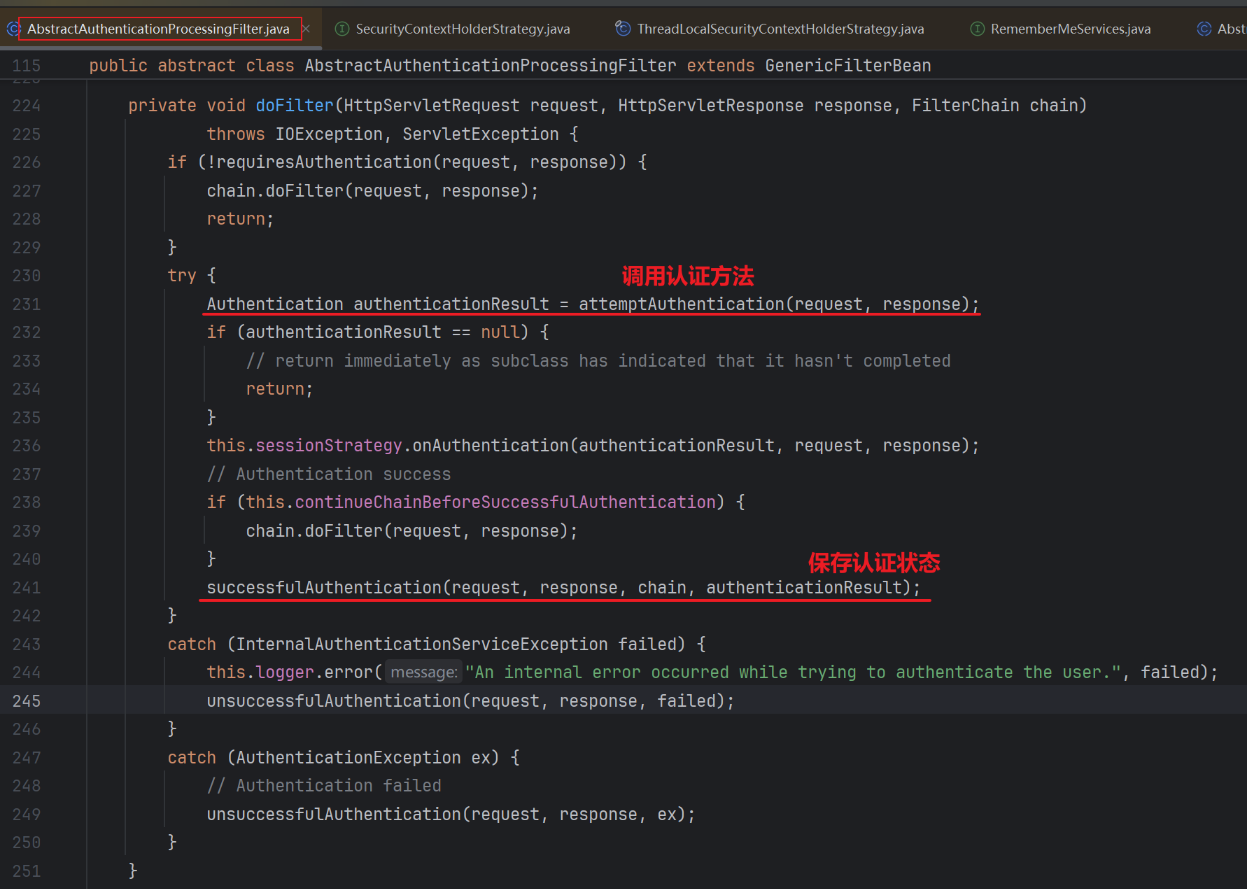 AbstractAuthenticationProcessingFilter.java × SecurityContextHolderStrategy.java ThreadLocalSecurityContextHolderStrategy.java RememberMeServices.java Abst
115 public abstract class AbstractAuthenticationProcessingFilter extends GenericFilterBean
224 private void doFilter(HttpServletRequest request, HttpServletResponse response, FilterChain chain)
225 throws IOException, ServletException {
226 if (!requiresAuthentication(request, response)) {
227 chain.doFilter(request, response);
228 return;
229 }
230 try {
调用认证方法
231 Authentication authenticationResult = attemptAuthentication(request, response);
232 if (authenticationResult == null) {
233 // return immediately as subclass has indicated that it hasn't completed
234 return;
235 }
236 this.sessionStrategy.onAuthentication(authenticationResult, request, response);
237 // Authentication success
238 if (this.continueChainBeforeSuccessfulAuthentication) {
239 chain.doFilter(request, response);
240 }
保存认证状态
241 successfulAuthentication(request, response, chain, authenticationResult);
242 }
243 catch (InternalAuthenticationServiceException failed) {
244 this.logger.error( message: "An internal error occurred while trying to authenticate the user.", failed);
245 unsuccessfulAuthentication(request, response, failed);
246 }
247 catch (AuthenticationException ex) {
248 // Authentication failed
249 unsuccessfulAuthentication(request, response, ex);
250 }
251 }